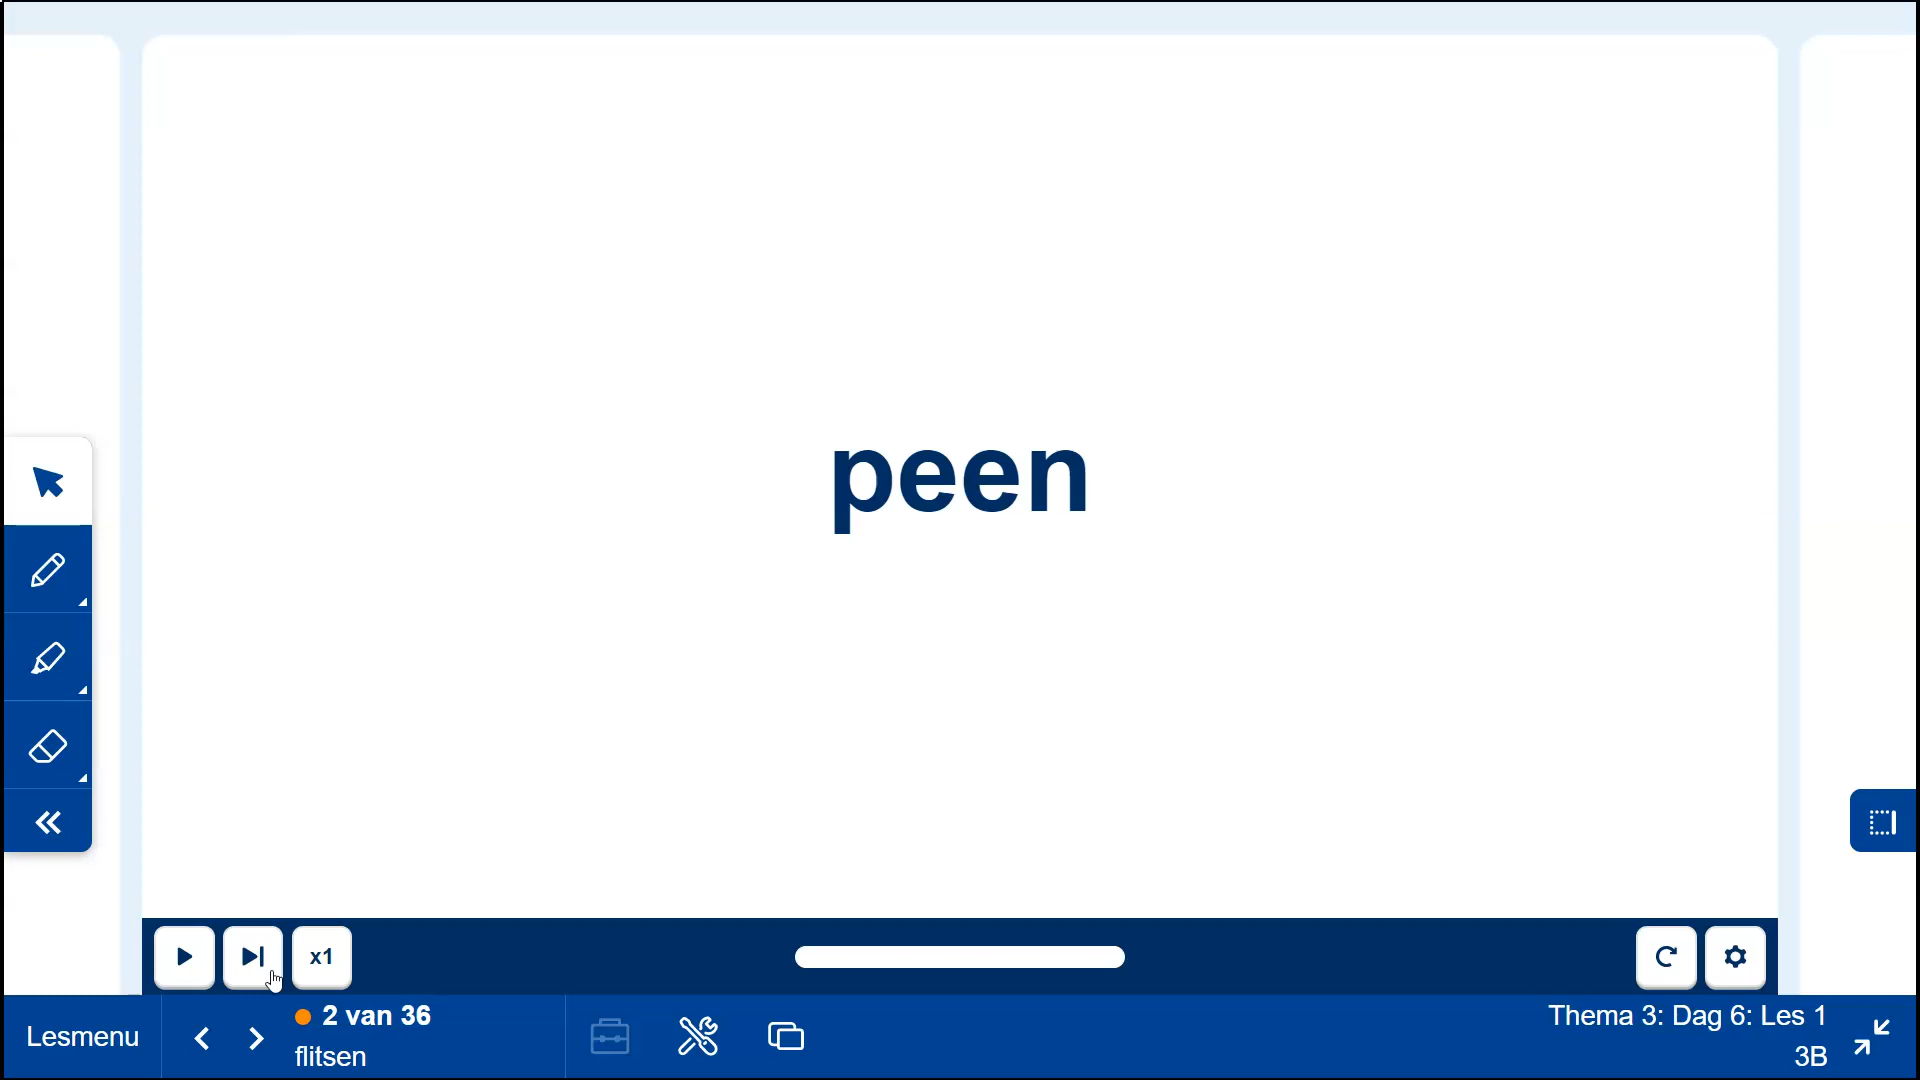 peen
x1
Lesmenu
2 van 36
flitsen
Thema 3: Dag 6: Les 1
3B